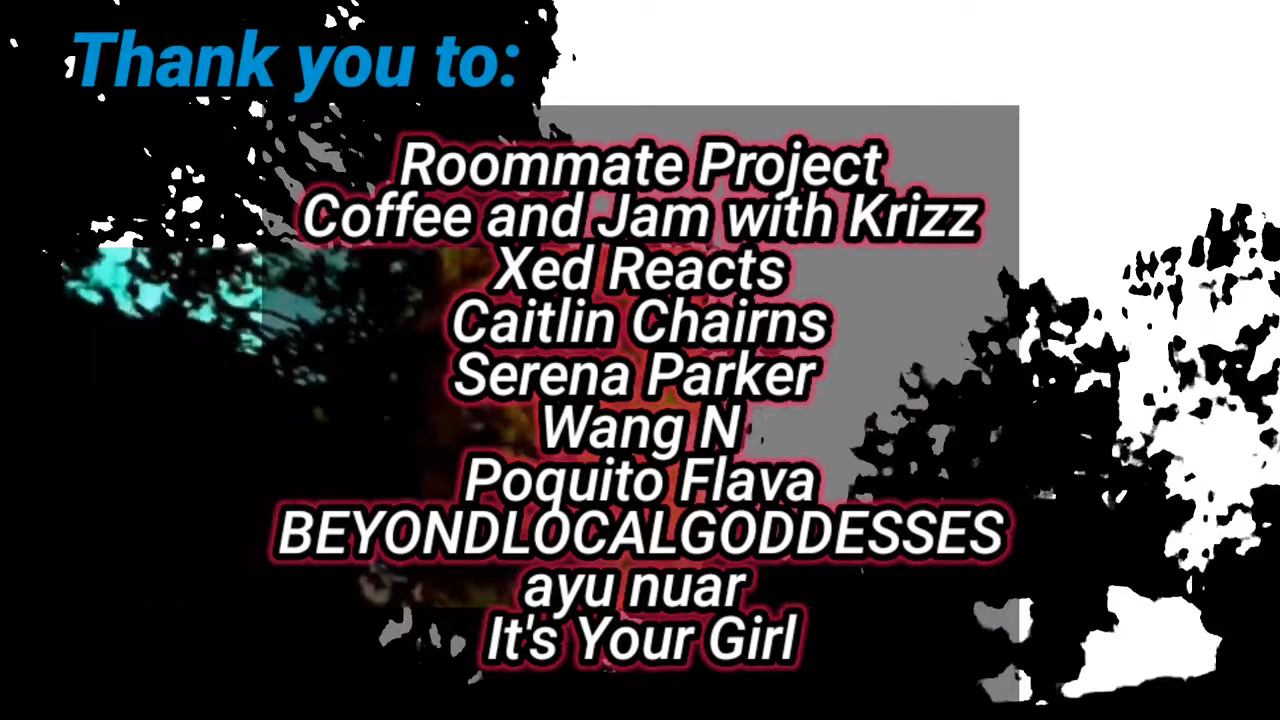 Thank you to:
Roommate Project
Coffee and Jam with Krizz
Xed Reacts
Caitlin Chairns
Serena Parker
Wang N
Poquito Flava
BEYONDLOCALGODDESSES
ayu nuar
It's Your Girl